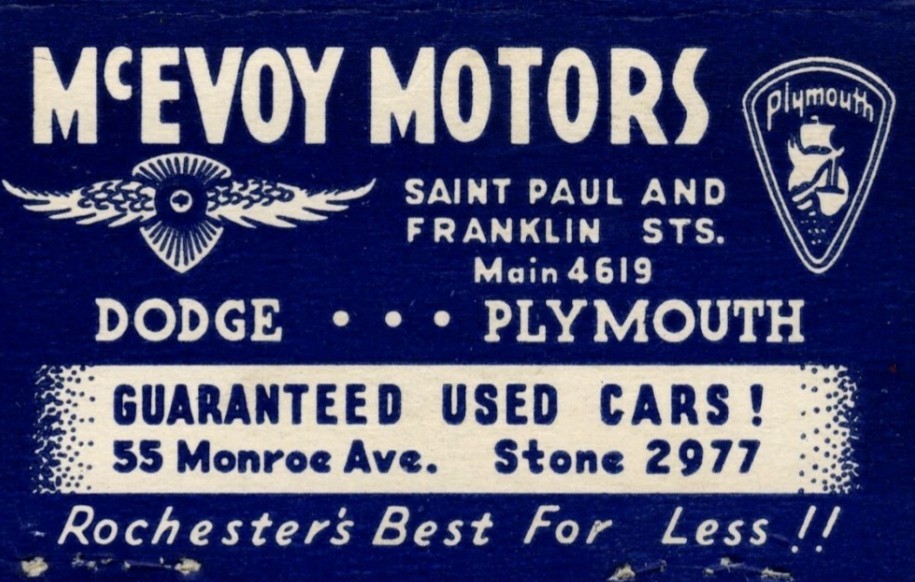 McEVOY MOTORS
Plymouth
SAINT PAUL AND
FRANKLIN STS.
Main 4619
DODGE ... PLYMOUTH
GUARANTEED USED CARS!
55 Monroe Ave. Stone 2977
Rochester's Best For Less!!